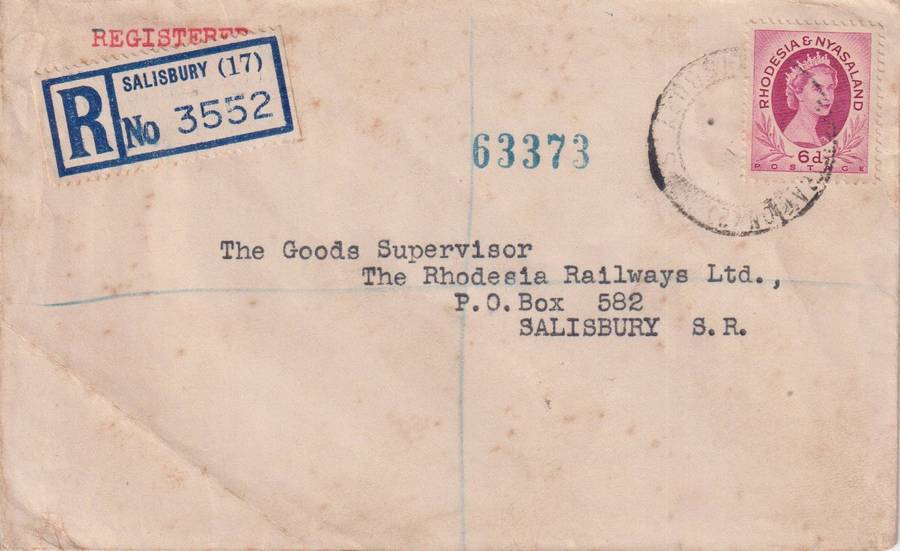 REGISTERED
R
SALISBURY (17)
No 3552
63373
RHODESIA & NYASALAND
6d
POSTAGE
The Goods Supervisor
The Rhodesia Railways Ltd.,
P.O.Box 582
SALISBURY S.R.